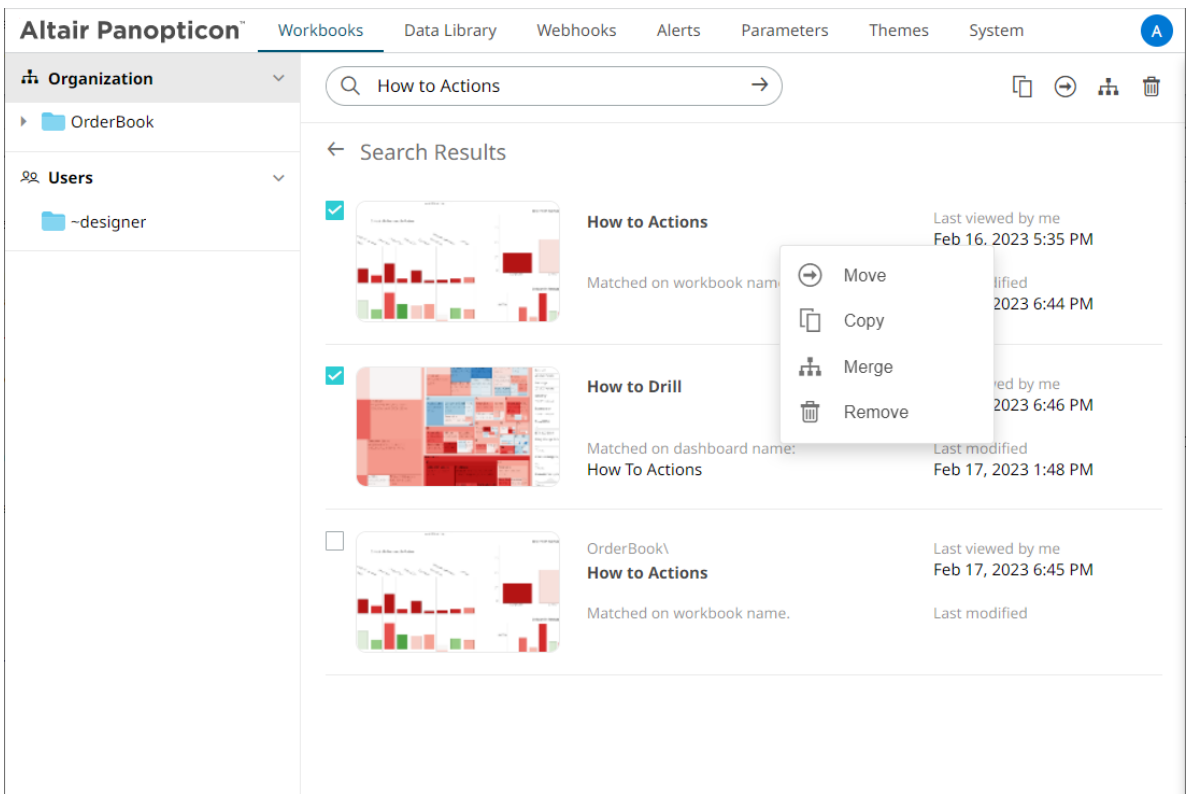 Altair Panopticon™
Workbooks Data Library Webhooks Alerts Parameters Themes System
A
Organization
OrderBook
Users
~designer
How to Actions
Search Results
How to Actions
Last viewed by me
Feb 16, 2023 5:35 PM
Matched on workbook
2023 6:44 PM
Move
Copy
Merge
Remove
How to Drill
by me
2023 6:46 PM
Matched on dashboard name:
How To Actions
Last modified
Feb 17, 2023 1:48 PM
OrderBook\
How to Actions
Last viewed by me
Feb 17, 2023 6:45 PM
Matched on workbook name.
Last modified